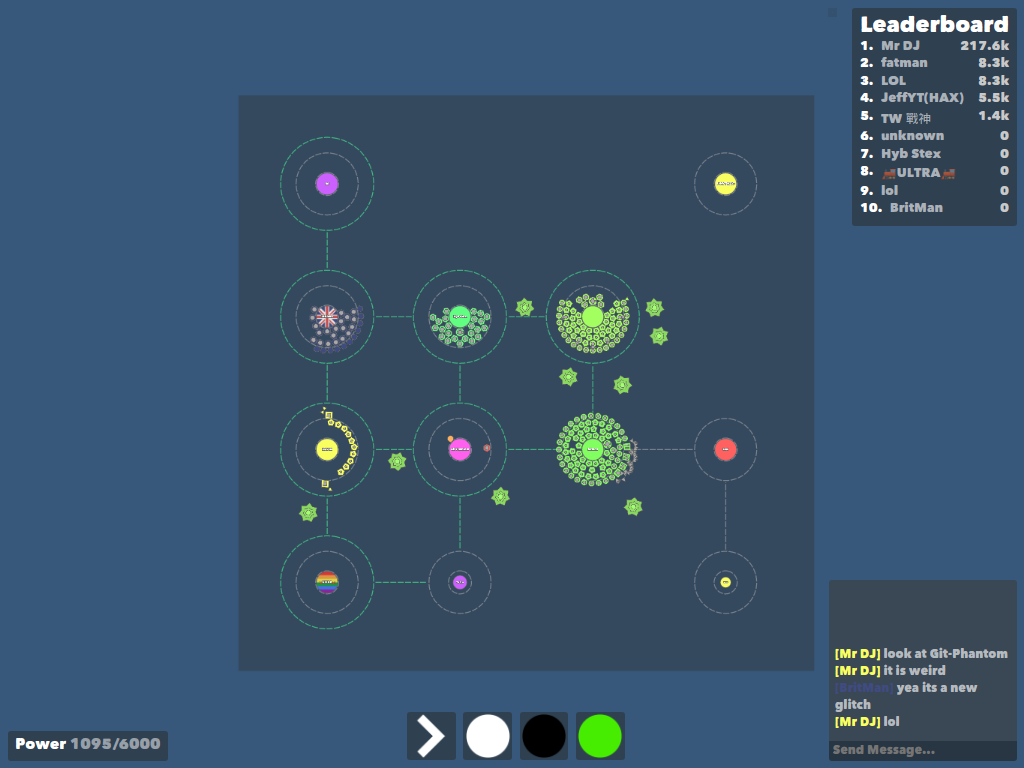 Leaderboard
1. Mr DJ 217.6k
2. fatman 8.3k
3. LOL 8.3k
4. JeffYT(HAX) 5.5k
5. TW 戰神 1.4k
6. unknown 0
7. Hyb Stex 0
8. 🚂ULTRA🚂 0
9. lol 0
10. BritMan 0
[Mr DJ] look at Git-Phantom
[Mr DJ] it is weird
[BritMan] yea its a new
glitch
[Mr DJ] lol
Send Message...
Power 1095/6000